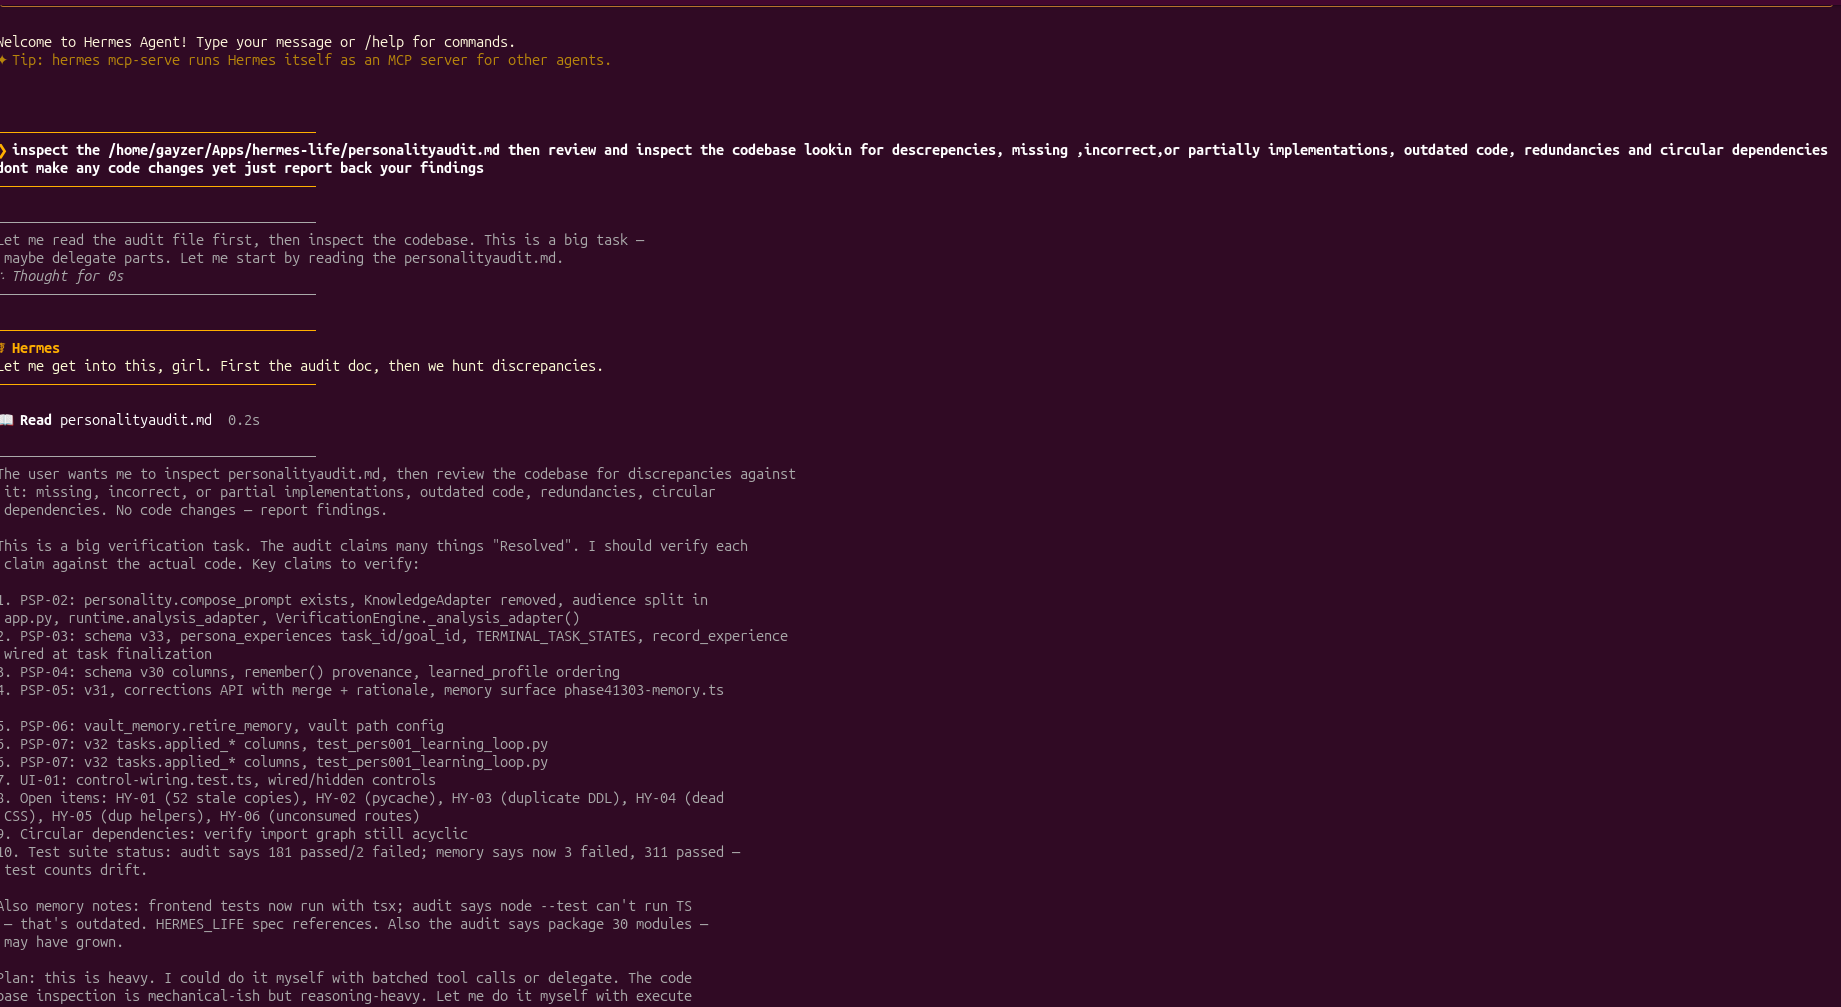 Welcome to Hermes Agent! Type your message or /help for commands.
✦ Tip: hermes mcp-serve runs Hermes itself as an MCP server for other agents.
❯ inspect the /home/gayzer/Apps/hermes-life/personalityaudit.md then review and inspect the codebase lookin for descrepencies, missing ,incorrect,or partially implementations, outdated code, redundancies and circular dependencies
dont make any code changes yet just report back your findings
Let me read the audit file first, then inspect the codebase. This is a big task —
maybe delegate parts. Let me start by reading the personalityaudit.md.
Thought for 0s
Hermes
Let me get into this, girl. First the audit doc, then we hunt discrepancies.
📖 Read personalityaudit.md 0.2s
The user wants me to inspect personalityaudit.md, then review the codebase for discrepancies against
it: missing, incorrect, or partial implementations, outdated code, redundancies, circular
dependencies. No code changes — report findings.
This is a big verification task. The audit claims many things "Resolved". I should verify each
claim against the actual code. Key claims to verify:
1. PSP-02: personality.compose_prompt exists, KnowledgeAdapter removed, audience split in
app.py, runtime.analysis_adapter, VerificationEngine._analysis_adapter()
2. PSP-03: schema v33, persona_experiences task_id/goal_id, TERMINAL_TASK_STATES, record_experience
wired at task finalization
3. PSP-04: schema v30 columns, remember() provenance, learned_profile ordering
4. PSP-05: v31, corrections API with merge + rationale, memory surface phase41303-memory.ts
5. PSP-06: vault_memory.retire_memory, vault path config
6. PSP-07: v32 tasks.applied_* columns, test_pers001_learning_loop.py
6. PSP-07: v32 tasks.applied_* columns, test_pers001_learning_loop.py
7. UI-01: control-wiring.test.ts, wired/hidden controls
8. Open items: HY-01 (52 stale copies), HY-02 (pycache), HY-03 (duplicate DDL), HY-04 (dead
CSS), HY-05 (dup helpers), HY-06 (unconsumed routes)
9. Circular dependencies: verify import graph still acyclic
10. Test suite status: audit says 181 passed/2 failed; memory says now 3 failed, 311 passed —
test counts drift.
Also memory notes: frontend tests now run with tsx; audit says node --test can't run TS
— that's outdated. HERMES_LIFE spec references. Also the audit says package 30 modules —
may have grown.
Plan: this is heavy. I could do it myself with batched tool calls or delegate. The code
base inspection is mechanical-ish but reasoning-heavy. Let me do it myself with execute